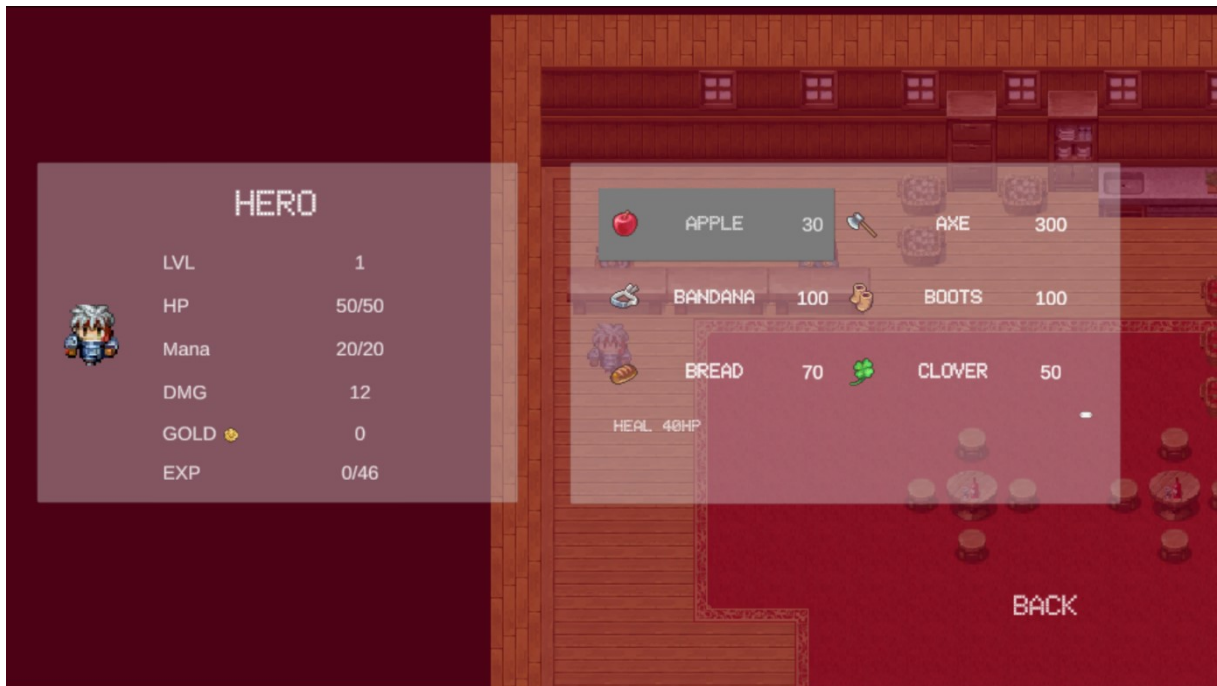 HERO
LVL 1
HP 50/50
Mana 20/20
DMG 12
GOLD 0
EXP 0/46
APPLE 30 AXE 300
BANDANA 100 BOOTS 100
BREAD 70 CLOVER 50
HEAL 40HP
BACK